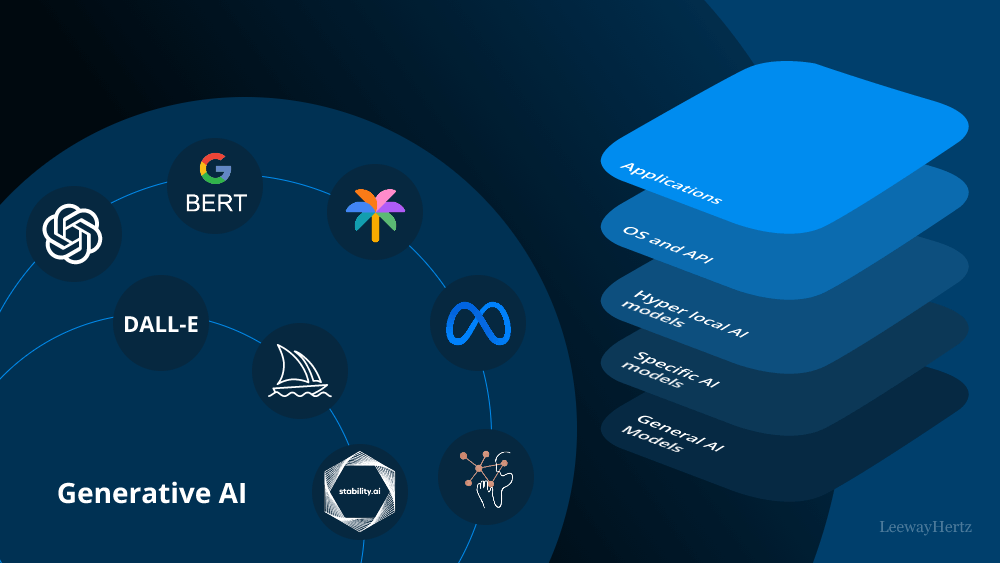 BERT
DALL-E
stability.ai
Generative AI
Applications
OS and API
Hyper local AI
models
Specific AI
models
General AI
Models
LeewayHertz